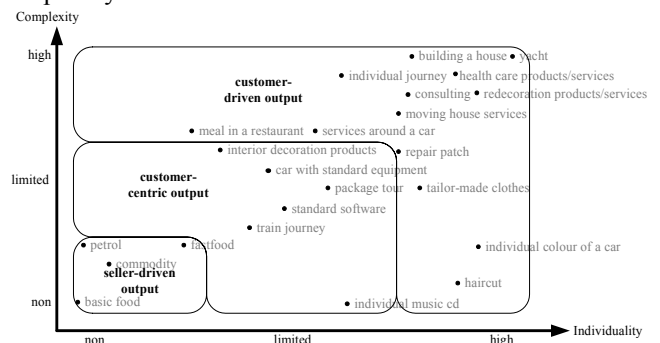 Complexity
high
building a house
yacht
customer-
driven output
individual journey
health care products/services
consulting
redecoration products/services
moving house services
meal in a restaurant
services around a car
interior decoration products
repair patch
customer-
centric output
car with standard equipment
limited
package tour
tailor-made clothes
standard software
train journey
petrol
fastfood
individual colour of a car
commodity
seller-driven
output
haircut
non
basic food
individual music cd
Individuality
non
limited
high